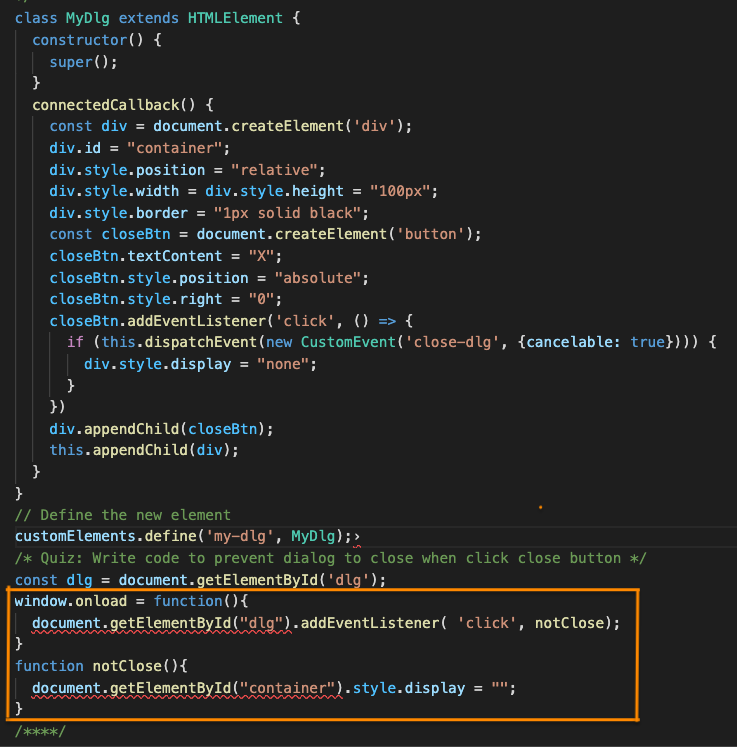 class MyDlg extends HTMLElement {
constructor() {
super();
}
connectedCallback() {
const div = document.createElement('div');
div.id = "container";
div.style.position = "relative";
div.style.width = div.style.height = "100px";
div.style.border = "1px solid black";
const closeBtn = document.createElement('button');
closeBtn.textContent = "X";
closeBtn.style.position = "absolute";
closeBtn.style.right = "0";
closeBtn.addEventListener('click', () => {
if (this.dispatchEvent(new CustomEvent('close-dlg', {cancelable: true}))) {
div.style.display = "none";
}
})
div.appendChild(closeBtn);
this.appendChild(div);
}
}
// Define the new element
customElements.define('my-dlg', MyDlg);›
/* Quiz: Write code to prevent dialog to close when click close button */
const dlg = document.getElementById('dlg');
window.onload = function(){
document.getElementById("dlg").addEventListener( 'click', notClose);
}
function notClose(){
document.getElementById("container").style.display = "";
}
/****/